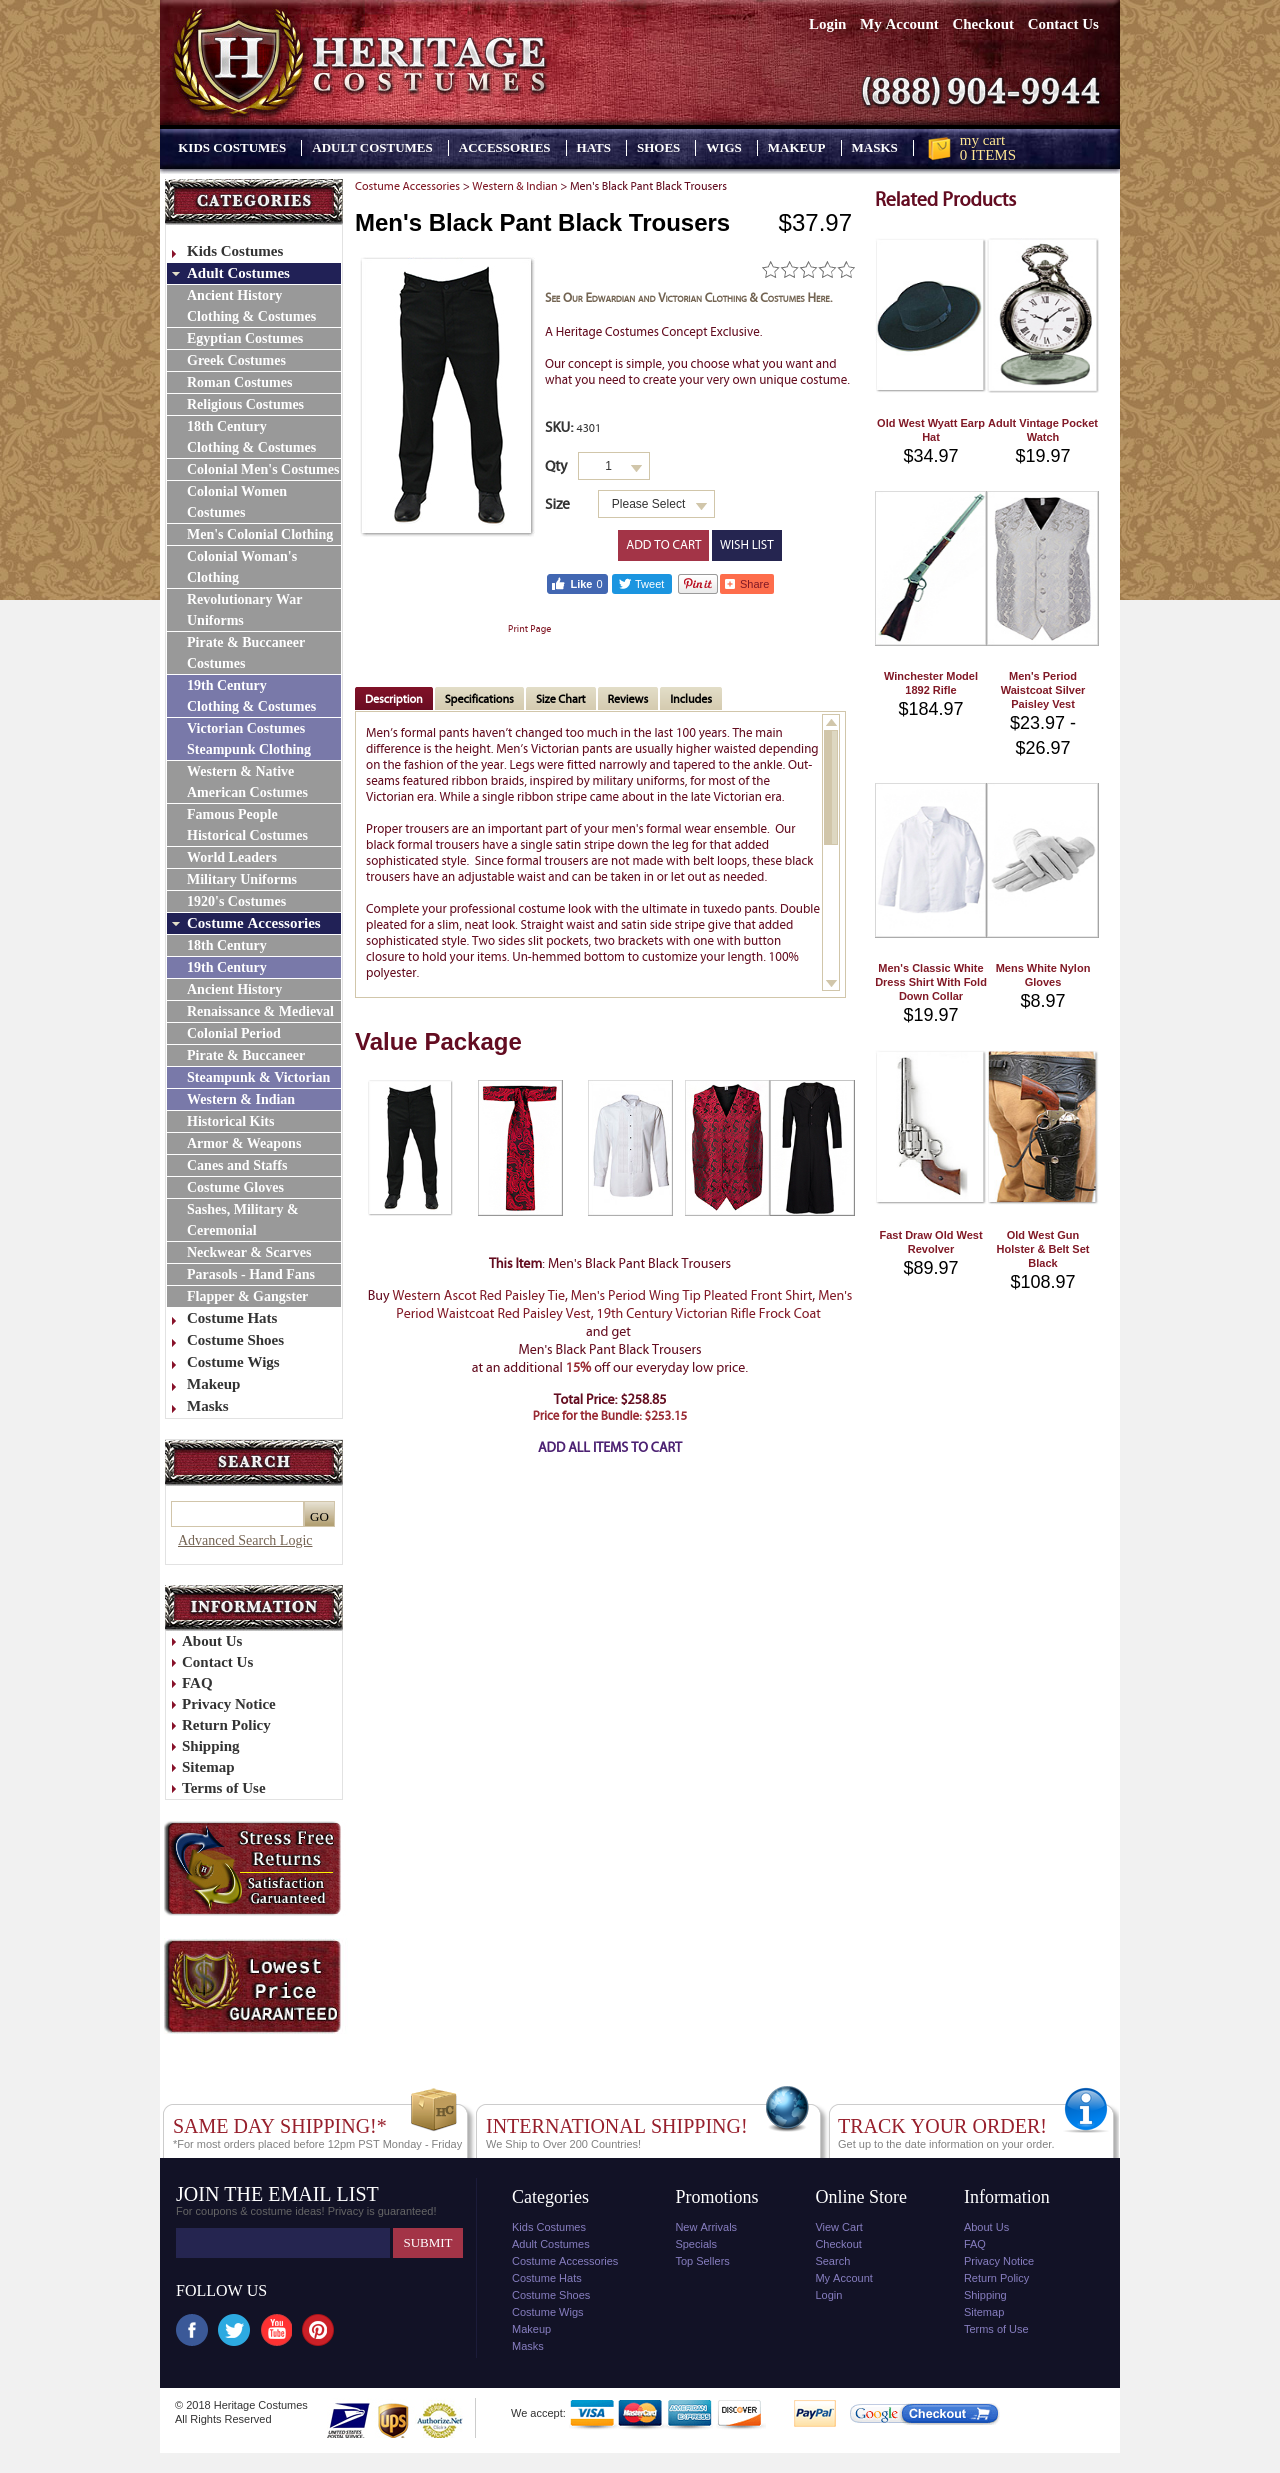 H HERITAGE
COSTUMES
Login My Account Checkout Contact Us
(888) 904-9944
KIDS COSTUMES ADULT COSTUMES ACCESSORIES HATS SHOES WIGS MAKEUP MASKS
my cart
0 ITEMS
CATEGORIES
Kids Costumes
Adult Costumes
Ancient History
Clothing & Costumes
Egyptian Costumes
Greek Costumes
Roman Costumes
Religious Costumes
18th Century
Clothing & Costumes
Colonial Men's Costumes
Colonial Women
Costumes
Men's Colonial Clothing
Colonial Woman's
Clothing
Revolutionary War
Uniforms
Pirate & Buccaneer
Costumes
19th Century
Clothing & Costumes
Victorian Costumes
Steampunk Clothing
Western & Native
American Costumes
Famous People
Historical Costumes
World Leaders
Military Uniforms
1920's Costumes
Costume Accessories
18th Century
19th Century
Ancient History
Renaissance & Medieval
Colonial Period
Pirate & Buccaneer
Steampunk & Victorian
Western & Indian
Historical Kits
Armor & Weapons
Canes and Staffs
Costume Gloves
Sashes, Military &
Ceremonial
Neckwear & Scarves
Parasols - Hand Fans
Flapper & Gangster
Costume Hats
Costume Shoes
Costume Wigs
Makeup
Masks
SEARCH
GO
Advanced Search Logic
INFORMATION
About Us
Contact Us
FAQ
Privacy Notice
Return Policy
Shipping
Sitemap
Terms of Use
Stress Free
Returns
Satisfaction
Garuanteed
Lowest
Price
GUARANTEED
Costume Accessories > Western & Indian > Men's Black Pant Black Trousers
Men's Black Pant Black Trousers $37.97
See Our Edwardian and Victorian Clothing & Costumes Here.
A Heritage Costumes Concept Exclusive.
Our concept is simple, you choose what you want and
what you need to create your very own unique costume.
SKU: 4301
Qty 1
Size Please Select
ADD TO CART WISH LIST
Like 0 Tweet Pin it Share
Print Page
Description Specifications Size Chart Reviews Includes
Men's formal pants haven't changed too much in the last 100 years. The main
difference is the height. Men's Victorian pants are usually higher waisted depending
on the fashion of the year. Legs were fitted narrowly and tapered to the ankle. Out-
seams featured ribbon braids, inspired by military uniforms, for most of the
Victorian era. While a single ribbon stripe came about in the late Victorian era.
Proper trousers are an important part of your men's formal wear ensemble. Our
black formal trousers have a single satin stripe down the leg for that added
sophisticated style. Since formal trousers are not made with belt loops, these black
trousers have an adjustable waist and can be taken in or let out as needed.
Complete your professional costume look with the ultimate in tuxedo pants. Double
pleated for a slim, neat look. Straight waist and satin side stripe give that added
sophisticated style. Two sides slit pockets, two brackets with one with button
closure to hold your items. Un-hemmed bottom to customize your length. 100%
polyester.
Value Package
This Item: Men's Black Pant Black Trousers
Buy Western Ascot Red Paisley Tie, Men's Period Wing Tip Pleated Front Shirt, Men's
Period Waistcoat Red Paisley Vest, 19th Century Victorian Rifle Frock Coat
and get
Men's Black Pant Black Trousers
at an additional 15% off our everyday low price.
Total Price: $258.85
Price for the Bundle: $253.15
ADD ALL ITEMS TO CART
Related Products
Old West Wyatt Earp
Hat
$34.97
Adult Vintage Pocket
Watch
$19.97
Winchester Model
1892 Rifle
$184.97
Men's Period
Waistcoat Silver
Paisley Vest
$23.97 -
$26.97
Men's Classic White
Dress Shirt With Fold
Down Collar
$19.97
Mens White Nylon
Gloves
$8.97
Fast Draw Old West
Revolver
$89.97
Old West Gun
Holster & Belt Set
Black
$108.97
HC
SAME DAY SHIPPING!*
*For most orders placed before 12pm PST Monday - Friday
INTERNATIONAL SHIPPING!
We Ship to Over 200 Countries!
TRACK YOUR ORDER!
Get up to the date information on your order.
JOIN THE EMAIL LIST
For coupons & costume ideas! Privacy is guaranteed!
SUBMIT
FOLLOW US
You
Tube
Categories
Kids Costumes
Adult Costumes
Costume Accessories
Costume Hats
Costume Shoes
Costume Wigs
Makeup
Masks
Promotions
New Arrivals
Specials
Top Sellers
Online Store
View Cart
Checkout
Search
My Account
Login
Information
About Us
FAQ
Privacy Notice
Return Policy
Shipping
Sitemap
Terms of Use
© 2018 Heritage Costumes
All Rights Reserved
UNITED STATES
POSTAL SERVICE
ups
Authorize.Net
We accept: VISA MasterCard AMERICAN EXPRESS DISCOVER PayPal Google Checkout